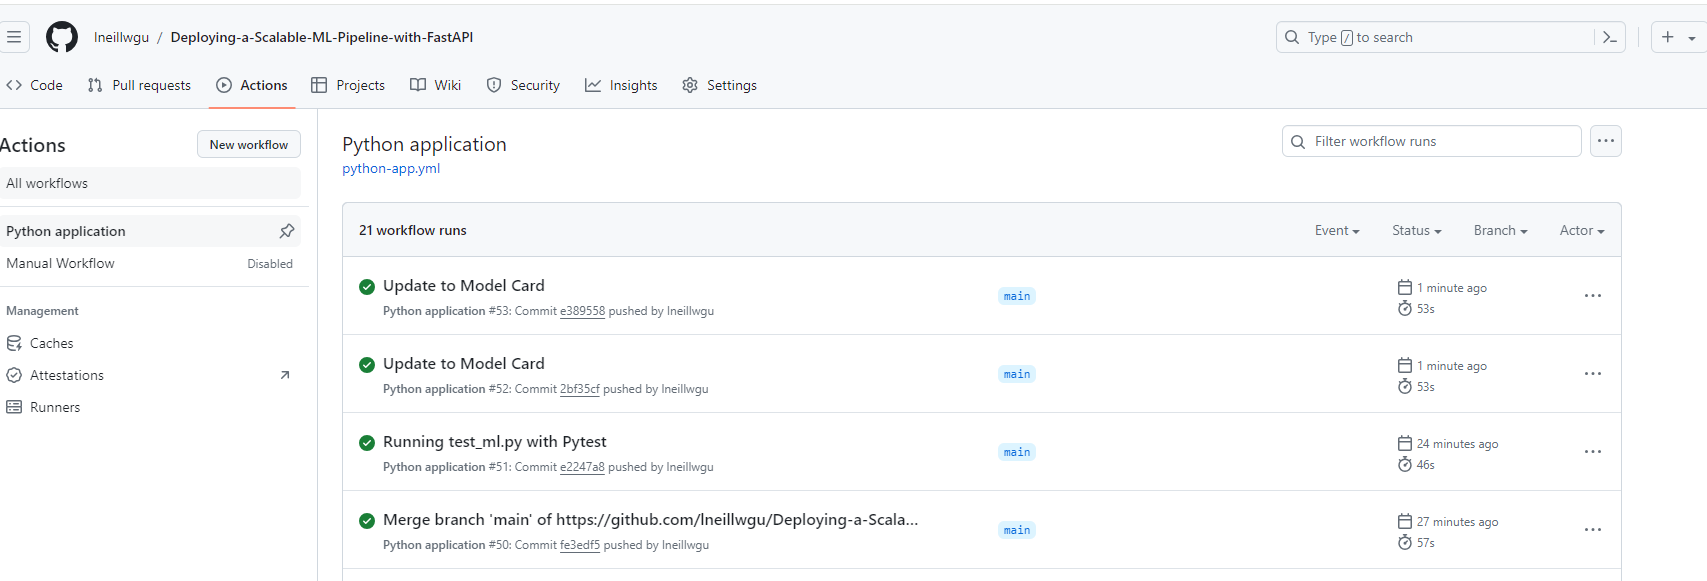 lneillwgu / Deploying-a-Scalable-ML-Pipeline-with-FastAPI
Type / to search
Code
Pull requests
Actions
Projects
Wiki
Security
Insights
Settings
Actions
New workflow
All workflows
Python application
Manual Workflow
Disabled
Management
Caches
Attestations
Runners
Python application
python-app.yml
Filter workflow runs
21 workflow runs
Event
Status
Branch
Actor
Update to Model Card
Python application #53: Commit e389558 pushed by lneillwgu
main
1 minute ago
53s
Update to Model Card
Python application #52: Commit 2bf35cf pushed by lneillwgu
main
1 minute ago
53s
Running test_ml.py with Pytest
Python application #51: Commit e2247a8 pushed by lneillwgu
main
24 minutes ago
46s
Merge branch 'main' of https://github.com/lneillwgu/Deploying-a-Scala...
Python application #50: Commit fe3edf5 pushed by lneillwgu
main
27 minutes ago
57s